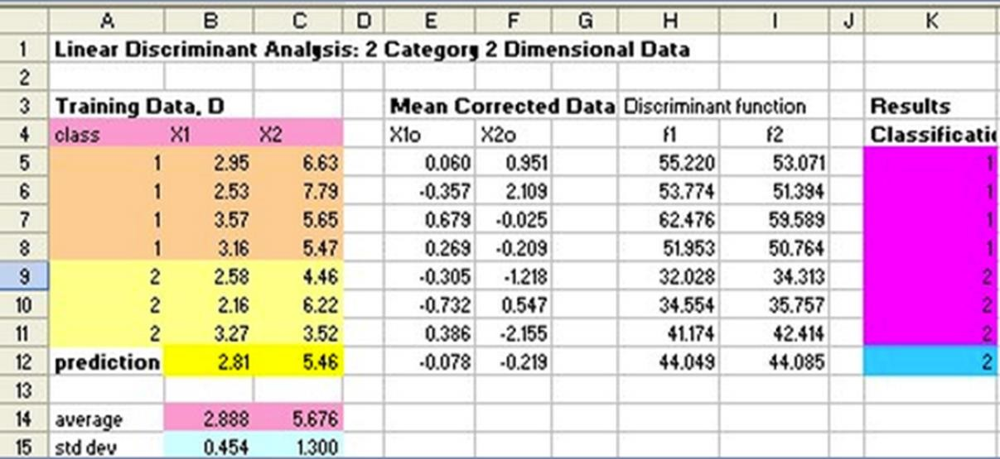 A B C D E F G H I J K
1 Linear Discriminant Analysis: 2 Category 2 Dimensional Data
2
3 Training Data, D Mean Corrected Data Discriminant function Results
4 class X1 X2 X1o X2o f1 f2 Classificatic
5 1 2.95 6.63 0.060 0.951 55.220 53.071 1
6 1 2.53 7.79 -0.357 2.109 53.774 51.394 1
7 1 3.57 5.65 0.679 -0.025 62.476 59.589 1
8 1 3.16 5.47 0.269 -0.209 51.953 50.764 1
9 2 2.58 4.46 -0.305 -1.218 32.028 34.313 2
10 2 2.16 6.22 -0.732 0.547 34.554 35.757 2
11 2 3.27 3.52 0.386 -2.155 41.174 42.414 2
12 prediction 2.81 5.46 -0.078 -0.219 44.049 44.085 2
13
14 average 2.888 5.676
15 std dev 0.454 1.300